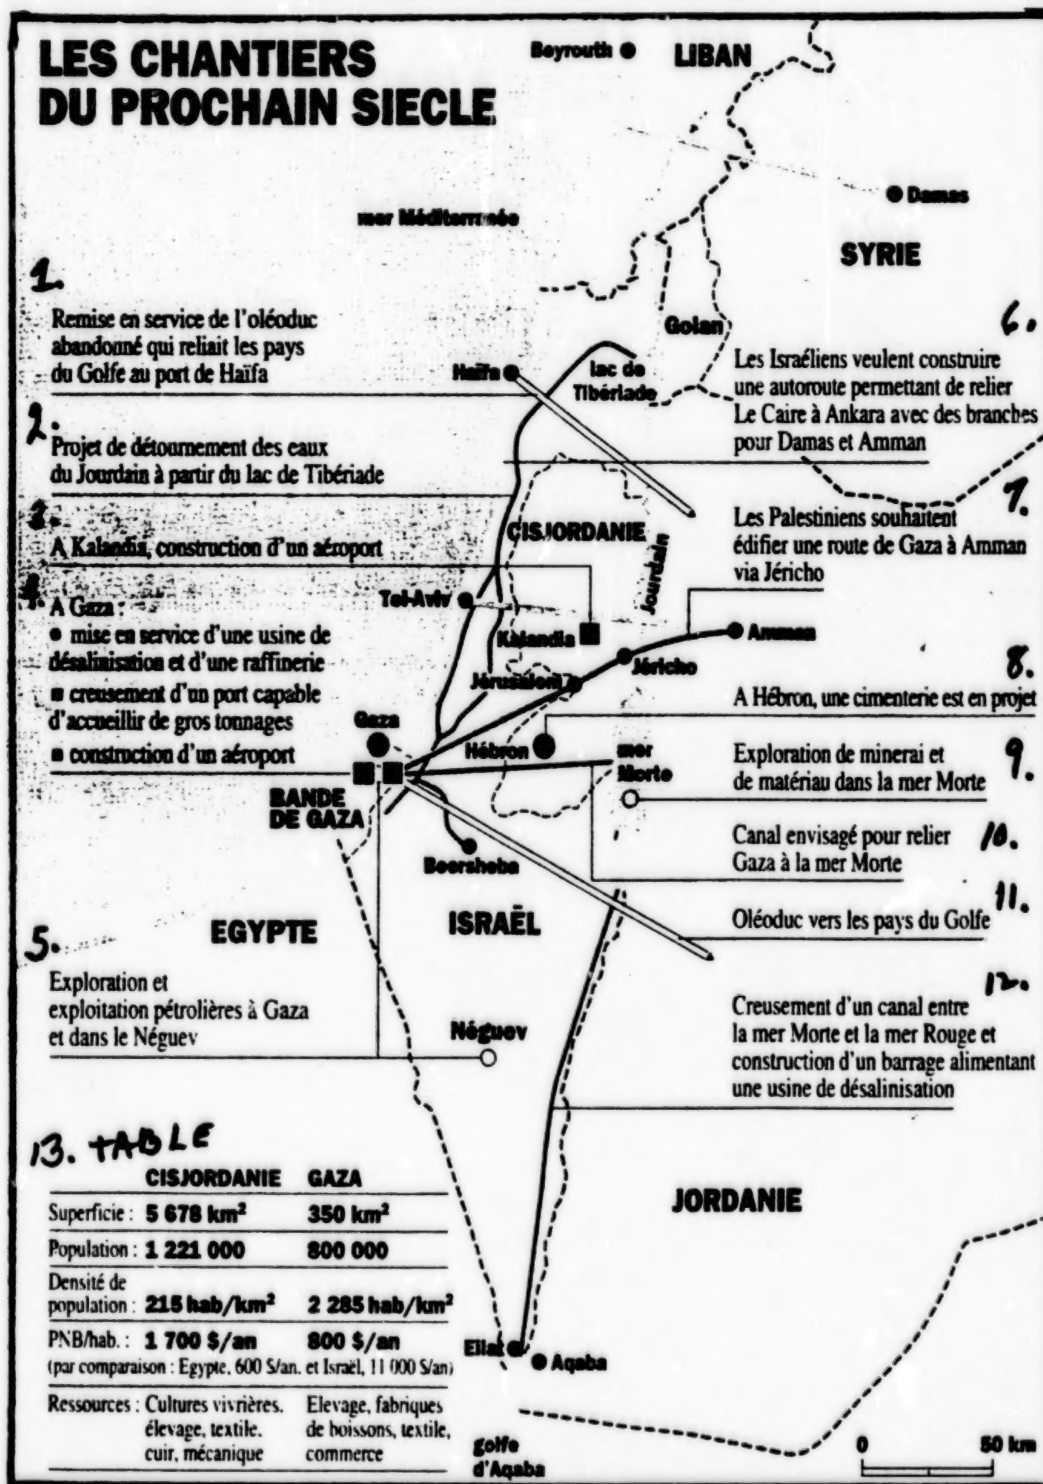 LES CHANTIERS
DU PROCHAIN SIECLE
Beyrouth
LIBAN
Damas
mer Méditerranée
SYRIE
1.
Remise en service de l'oléoduc
abandonné qui reliait les pays
du Golfe au port de Haïfa
Golan
Haïfa
lac de
Tibériade
6.
Les Israéliens veulent construire
une autoroute permettant de relier
Le Caire à Ankara avec des branches
pour Damas et Amman
2.
Projet de détournement des eaux
du Jourdain à partir du lac de Tibériade
3.
A Kalandia, construction d'un aéroport
CISJORDANIE
Jourdain
7.
Les Palestiniens souhaitent
édifier une route de Gaza à Amman
via Jéricho
4.
A Gaza :
● mise en service d'une usine de
désalinisation et d'une raffinerie
■ creusement d'un port capable
d'accueillir de gros tonnages
■ construction d'un aéroport
Tel-Aviv
Kalandia
Amman
Jéricho
Jérusalem
Gaza
Hébron
mer
Morte
BANDE
DE GAZA
Beersheba
8.
A Hébron, une cimenterie est en projet
9.
Exploration de minerai et
de matériau dans la mer Morte
10.
Canal envisagé pour relier
Gaza à la mer Morte
11.
Oléoduc vers les pays du Golfe
EGYPTE
ISRAËL
5.
Exploration et
exploitation pétrolières à Gaza
et dans le Néguev
Néguev
12.
Creusement d'un canal entre
la mer Morte et la mer Rouge et
construction d'un barrage alimentant
une usine de désalinisation
13. TABLE
CISJORDANIE GAZA
Superficie : 5 678 km² 350 km²
Population : 1 221 000 800 000
Densité de
population : 215 hab/km² 2 285 hab/km²
PNB/hab. : 1 700 $/an 800 $/an
(par comparaison : Egypte, 600 $/an. et Israël, 11 000 $/an)
Ressources : Cultures vivrières. Elevage, fabriques
élevage, textile. de boissons, textile,
cuir, mécanique commerce
JORDANIE
Eilat
Aqaba
golfe
d'Aqaba
0 50 km